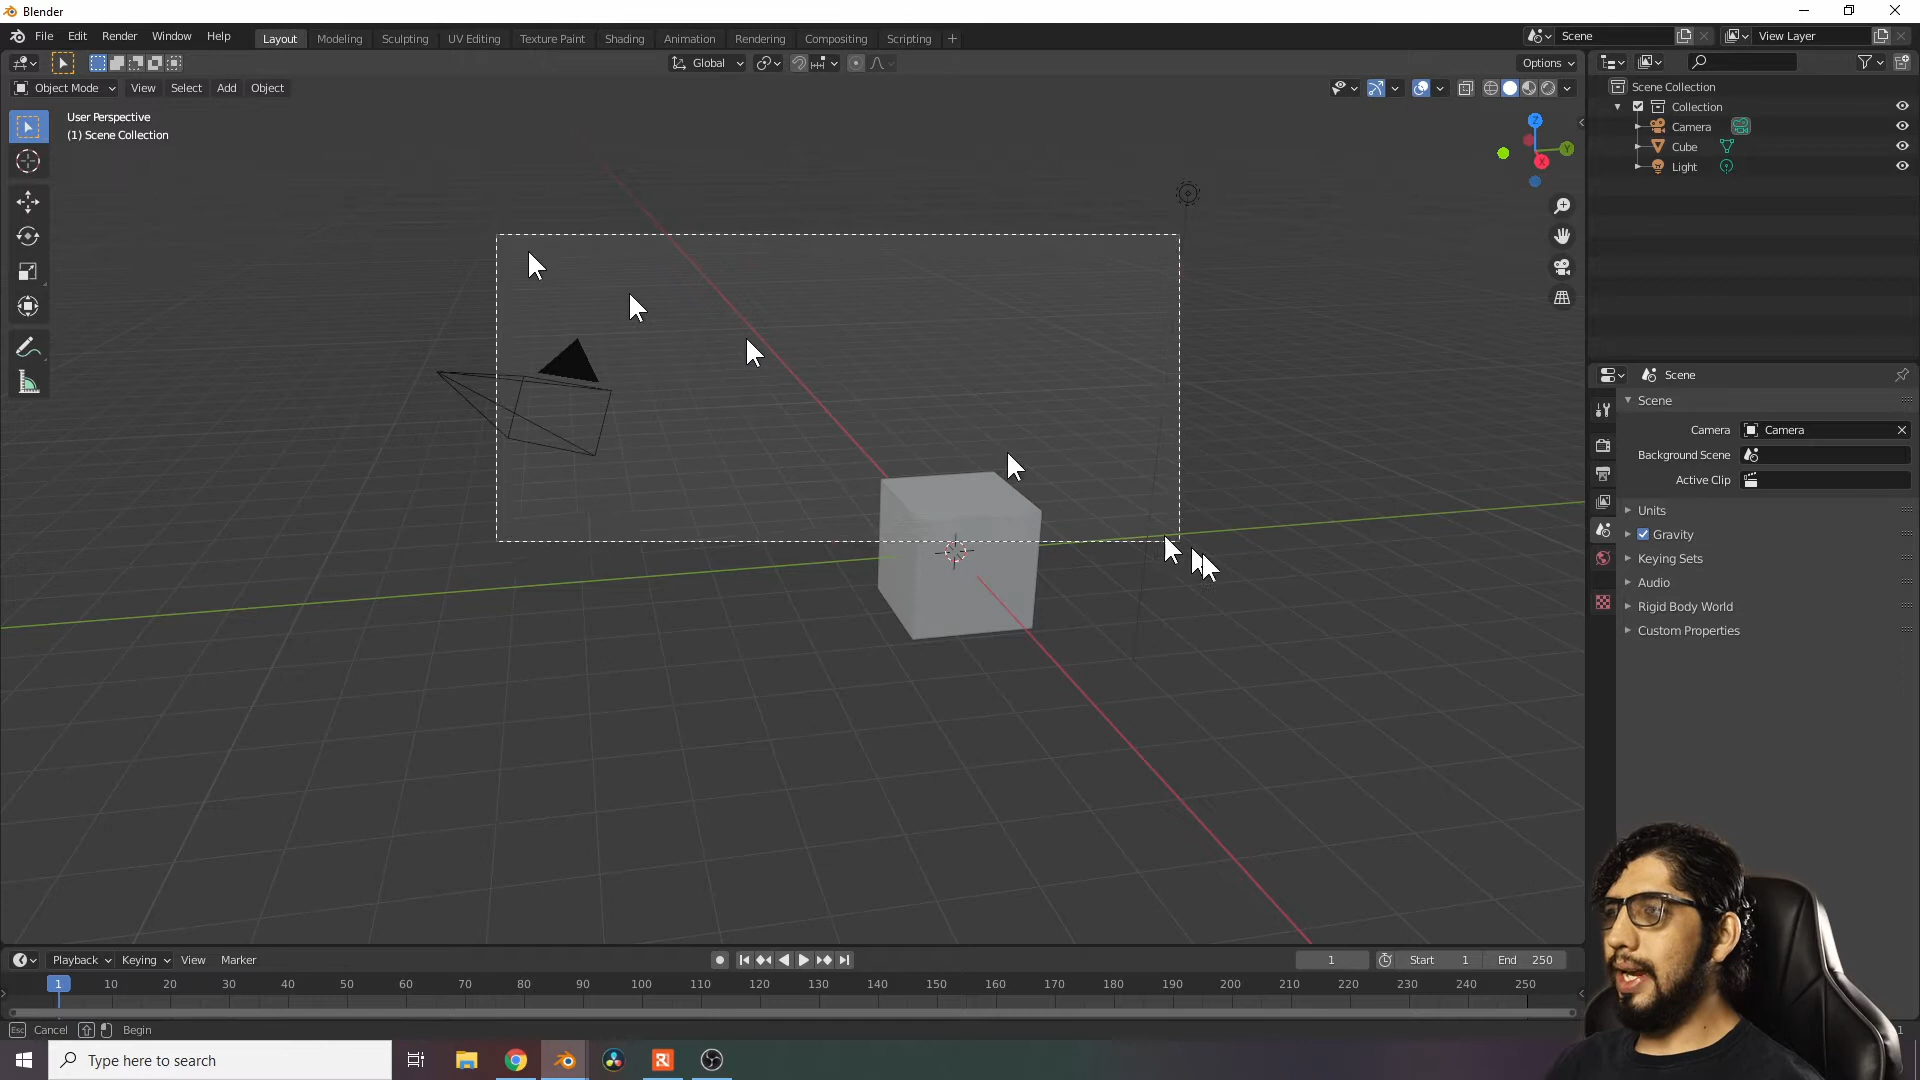 Blender
File Edit Render Window Help
Layout Modeling Sculpting UV Editing Texture Paint Shading Animation Rendering Compositing Scripting +
Scene
View Layer
Global
Options
Object Mode View Select Add Object
User Perspective
(1) Scene Collection
Z
Y
X
Scene Collection
Collection
Camera
Cube
Light
Scene
Scene
Camera Camera
Background Scene
Active Clip
Units
Gravity
Keying Sets
Audio
Rigid Body World
Custom Properties
Playback Keying View Marker
1 Start 1 End 250
1 10 20 30 40 50 60 70 80 90 100 110 120 130 140 150 160 170 180 190 200 210 220 230 240 250
Esc Cancel Begin
Type here to search